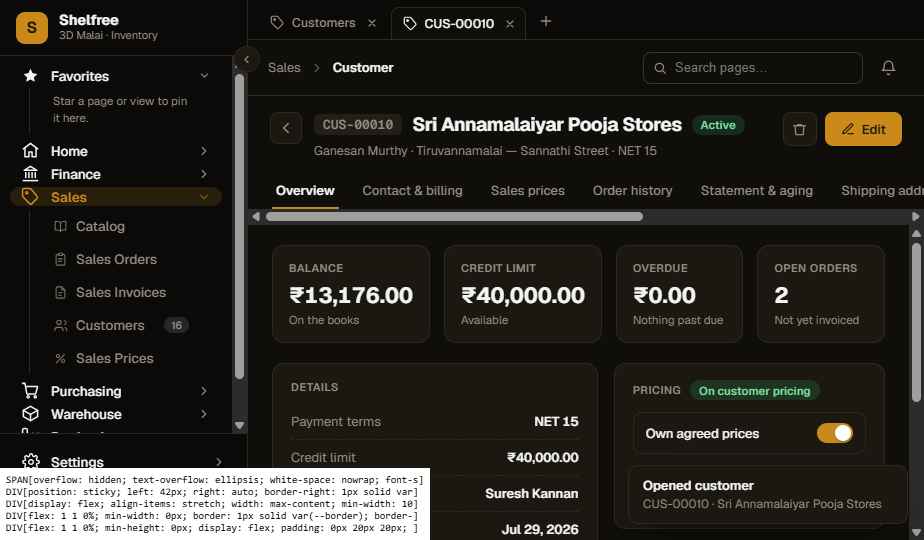 S
Shelfree
3D Malai · Inventory
Favorites
Star a page or view to pin
it here.
Home
Finance
Sales
Catalog
Sales Orders
Sales Invoices
Customers 16
Sales Prices
Purchasing
Warehouse
Settings
Customers × CUS-00010 × +
Sales > Customer
Search pages...
CUS-00010 Sri Annamalaiyar Pooja Stores Active
Ganesan Murthy · Tiruvannamalai — Sannathi Street · NET 15
Edit
Overview Contact & billing Sales prices Order history Statement & aging Shipping addr
BALANCE
₹13,176.00
On the books
CREDIT LIMIT
₹40,000.00
Available
OVERDUE
₹0.00
Nothing past due
OPEN ORDERS
2
Not yet invoiced
DETAILS
Payment terms NET 15
Credit limit ₹40,000.00
Suresh Kannan
Jul 29, 2026
PRICING On customer pricing
Own agreed prices
Opened customer
CUS-00010 · Sri Annamalaiyar Pooja Stores
SPAN[overflow: hidden; text-overflow: ellipsis; white-space: nowrap; font-s]
DIV[position: sticky; left: 42px; right: auto; border-right: 1px solid var]
DIV[display: flex; align-items: stretch; width: max-content; min-width: 10]
DIV[flex: 1 1 0%; min-width: 0px; border: 1px solid var(--border); border-]
DIV[flex: 1 1 0%; min-height: 0px; display: flex; padding: 0px 20px 20px; ]